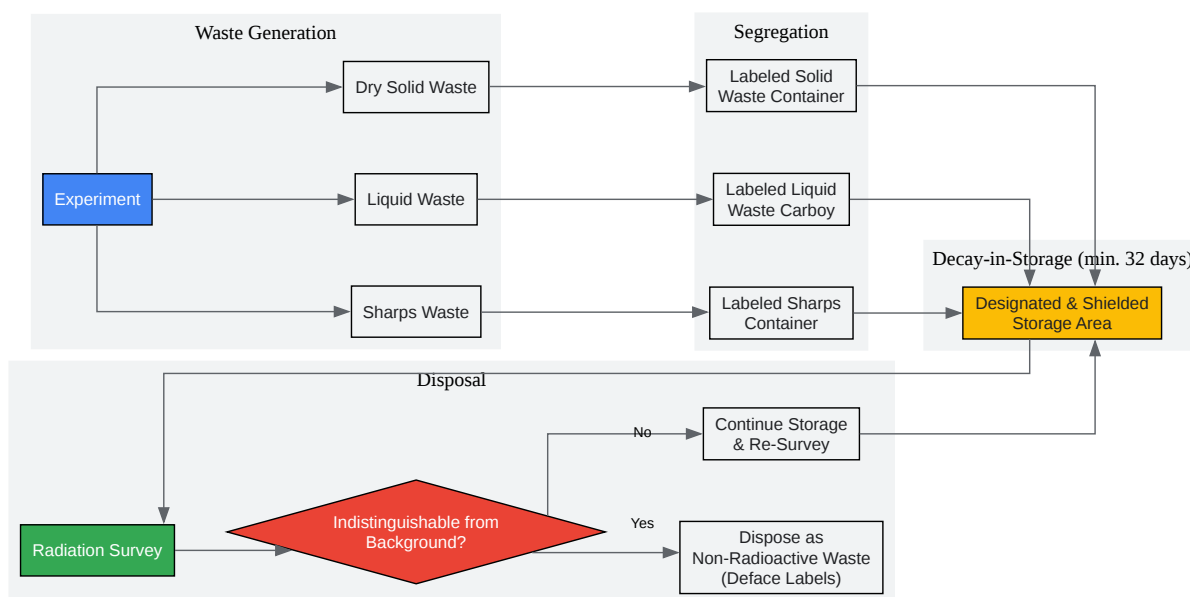 Waste Generation
Segregation
Dry Solid Waste
Labeled Solid
Waste Container
Experiment
Liquid Waste
Labeled Liquid
Waste Carboy
Decay-in-Storage (min. 32 days)
Sharps Waste
Labeled Sharps
Container
Designated & Shielded
Storage Area
Disposal
No
Continue Storage
& Re-Survey
Radiation Survey
Indistinguishable from
Background?
Yes
Dispose as
Non-Radioactive Waste
(Deface Labels)